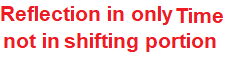 Reflection in only Time
not in shifting portion